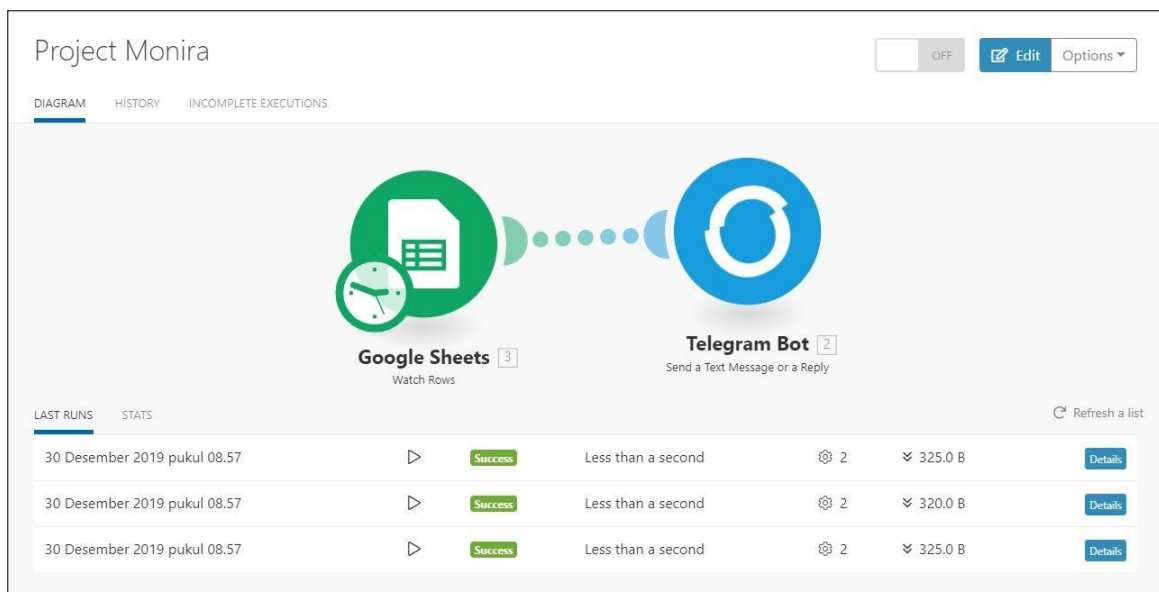 Project Monira
OFF
Edit
Options
DIAGRAM HISTORY INCOMPLETE EXECUTIONS
Google Sheets 3
Watch Rows
Telegram Bot 2
Send a Text Message or a Reply
LAST RUNS STATS
Refresh a list
30 Desember 2019 pukul 08.57 Success Less than a second 2 325.0 B Details
30 Desember 2019 pukul 08.57 Success Less than a second 2 320.0 B Details
30 Desember 2019 pukul 08.57 Success Less than a second 2 325.0 B Details